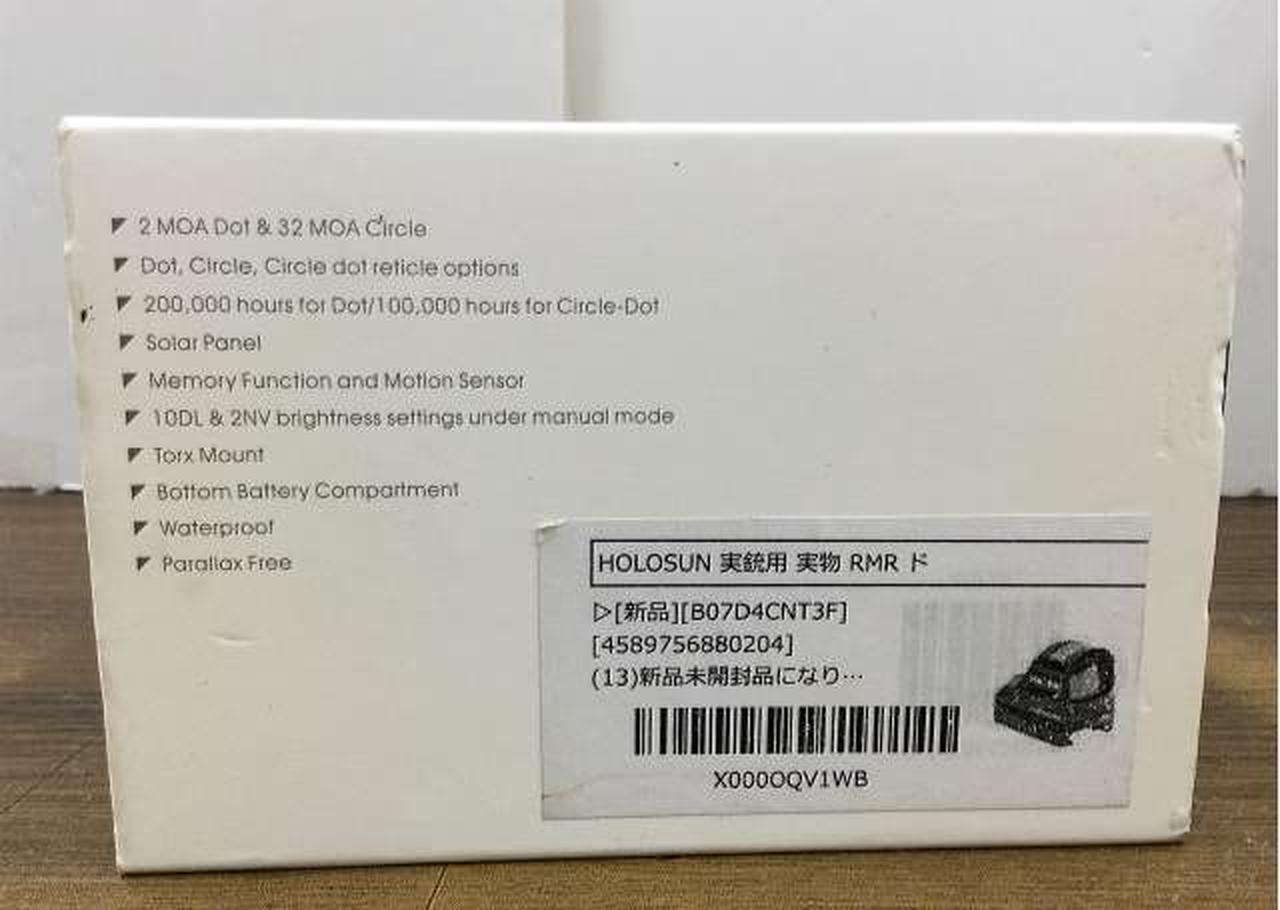 2 MOA Dot & 32 MOA Circle
Dot, Circle, Circle dot reticle options
200,000 hours for Dot/100,000 hours for Circle-Dot
Solar Panel
Memory Function and Motion Sensor
10DL & 2NV brightness settings under manual mode
Torx Mount
Bottom Battery Compartment
Waterproof
Parallax Free
HOLOSUN 実銃用 実物 RMR ド
▷[新品][B07D4CNT3F]
[4589756880204]
(13)新品未開封品になり…
X000OQV1WB